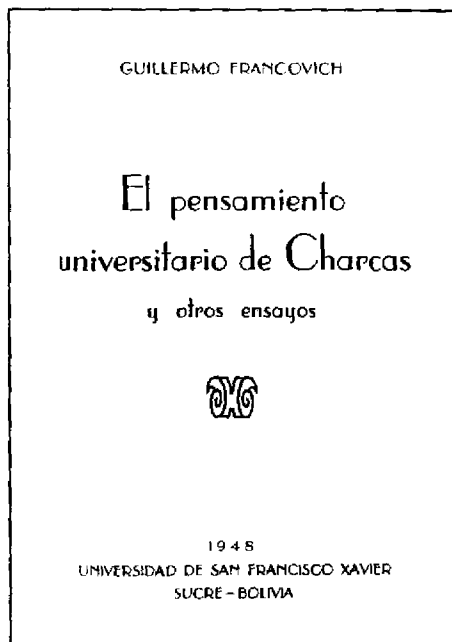 GUILLERMO FRANCOVICH
El pensamiento
universitario de Charcas
y otros ensayos
1948
UNIVERSIDAD DE SAN FRANCISCO XAVIER
SUCRE - BOLIVIA